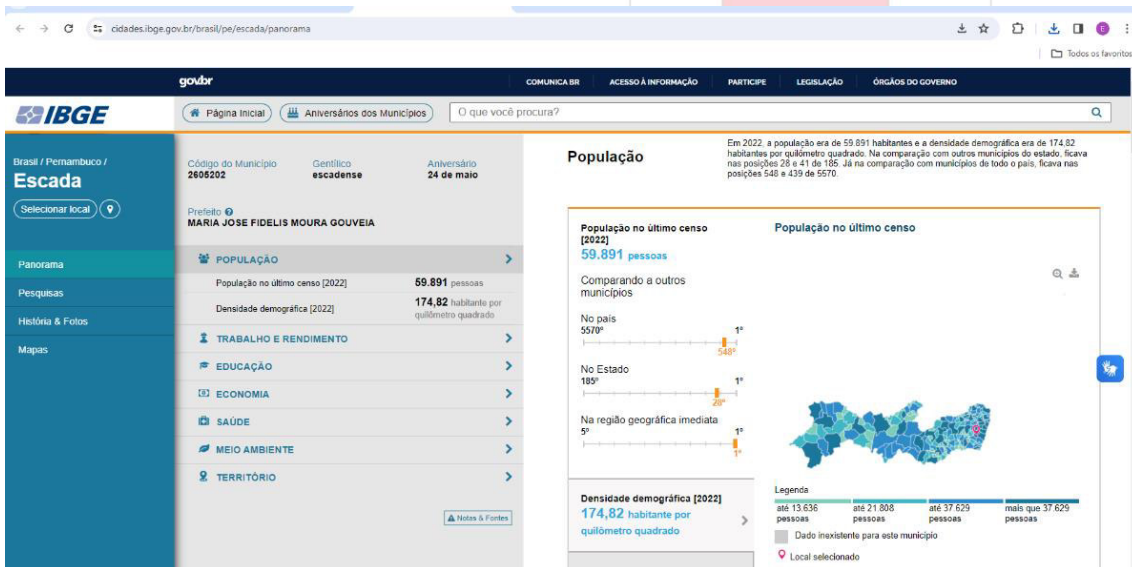 cidades.ibge.gov.br/brasil/pe/escada/panorama
E
Todos os favoritos
govbr
COMUNICA BR
ACESSO À INFORMAÇÃO
PARTICIPE
LEGISLAÇÃO
ÓRGÃOS DO GOVERNO
IBGE
Página Inicial
Aniversários dos Municípios
O que você procura?
Brasil / Pernambuco /
Escada
Selecionar local
Panorama
Pesquisas
História & Fotos
Mapas
Código do Município
2605202
Gentílico
escadense
Aniversário
24 de maio
Prefeito
MARIA JOSE FIDELIS MOURA GOUVEIA
POPULAÇÃO
População no último censo [2022]
59.891 pessoas
Densidade demográfica [2022]
174,82 habitante por
quilômetro quadrado
TRABALHO E RENDIMENTO
EDUCAÇÃO
ECONOMIA
SAÚDE
MEIO AMBIENTE
TERRITÓRIO
Notas & Fontes
População
Em 2022, a população era de 59.891 habitantes e a densidade demográfica era de 174,82
habitantes por quilômetro quadrado. Na comparação com outros municípios do estado, ficava
nas posições 28 e 41 de 185. Já na comparação com municípios de todo o país, ficava nas
posições 548 e 439 de 5570.
População no último censo
[2022]
59.891 pessoas
Comparando a outros
municípios
No país
5570º 1º
548º
No Estado
185º 1º
28º
Na região geográfica imediata
5º 1º
1º
Densidade demográfica [2022]
174,82 habitante por
quilômetro quadrado
População no último censo
Legenda
até 13.636
pessoas
até 21.808
pessoas
até 37.629
pessoas
mais que 37.629
pessoas
Dado inexistente para este município
Local selecionado